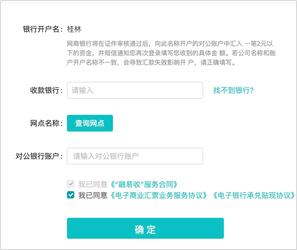 银行开户名： 桂林
网商银行将在证件审核通过后，向此名称开户的对公账户中汇入 一笔2元以
下的资金，并短信通知您再次登录填写您收到的具体金 额。若公司名称和账
户开户名称不一致，会导致汇款失败影响开 户，请正确填写。
收款银行： 请输入 找不到银行？
网点名称： 查询网点
对公银行账户： 请输入对公银行账户
我已同意《“融易收”服务合同》
我已同意《电子商业汇票业务服务协议》《电子银行承兑贴现协议》
确 定